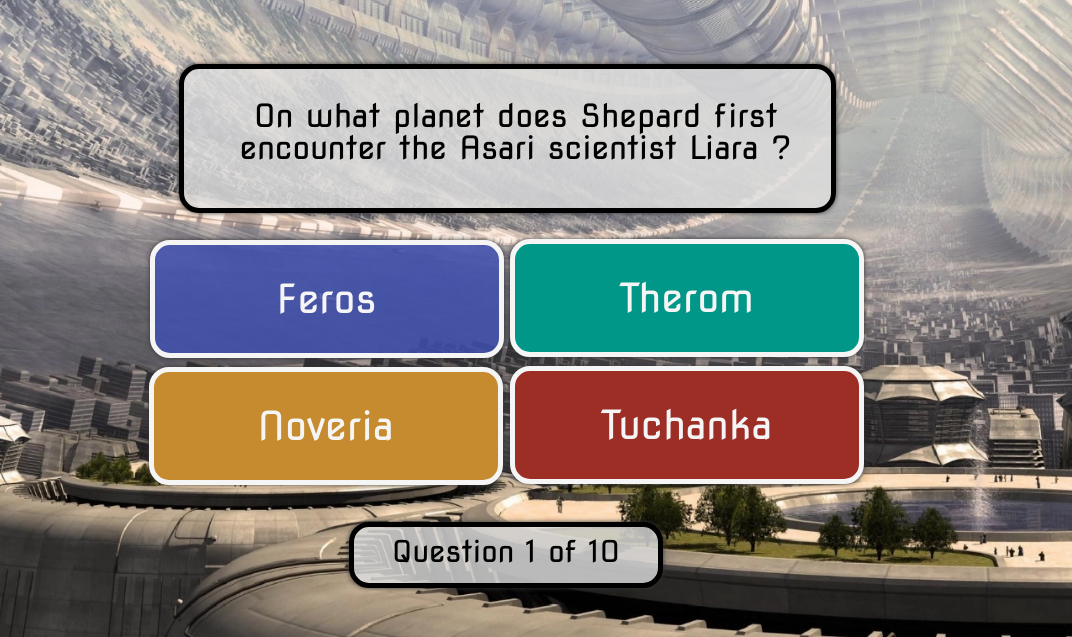 On what planet does Shepard first
encounter the Asari scientist Liara ?
Feros
Therom
Noveria
Tuchanka
Question 1 of 10